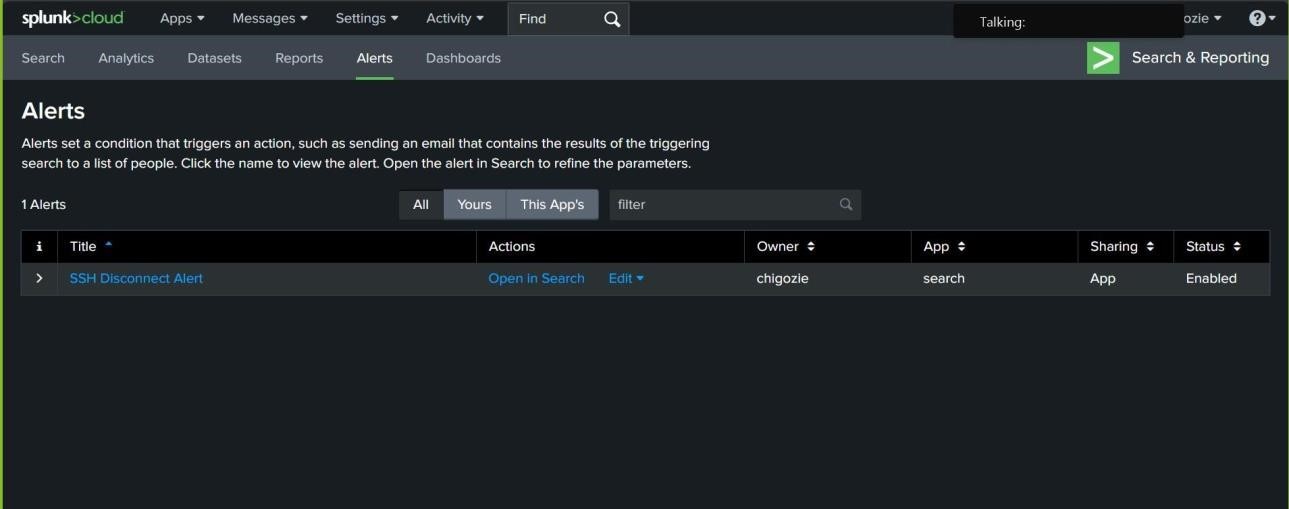 splunk>cloud Apps Messages Settings Activity Find Talking: ozie ?
Search Analytics Datasets Reports Alerts Dashboards > Search & Reporting
Alerts
Alerts set a condition that triggers an action, such as sending an email that contains the results of the triggering
search to a list of people. Click the name to view the alert. Open the alert in Search to refine the parameters.
1 Alerts All Yours This App's filter
i Title Actions Owner App Sharing Status
> SSH Disconnect Alert Open in Search Edit chigozie search App Enabled